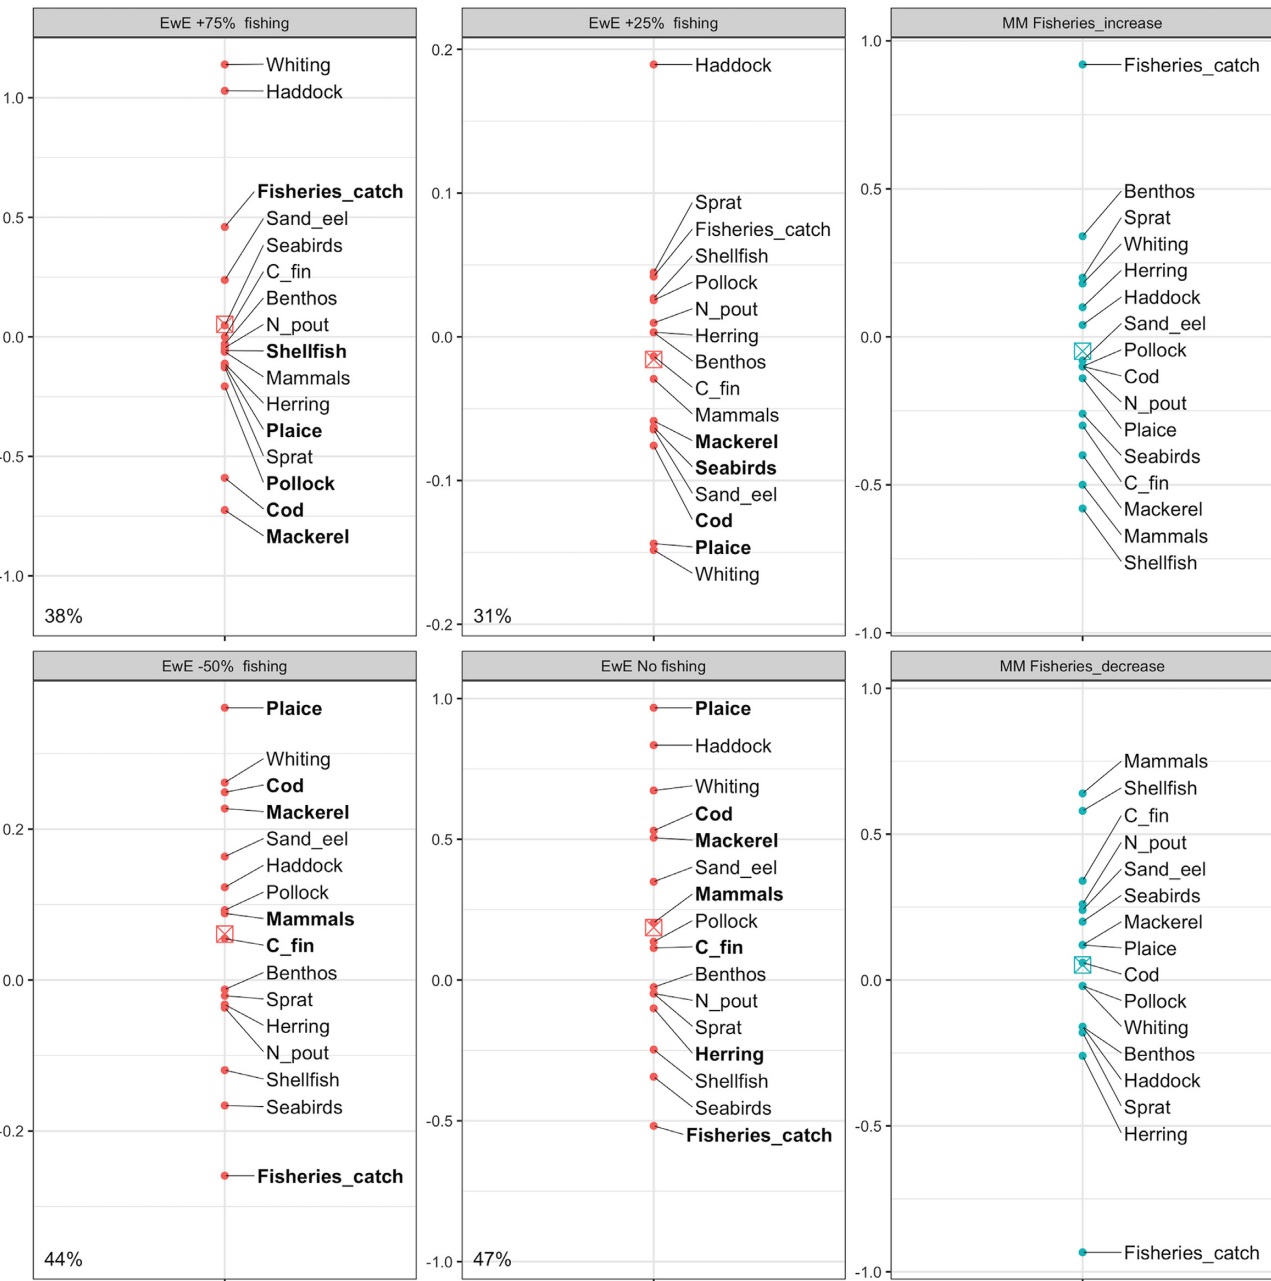 EwE +75% fishing
1.0
0.5
0.0
-0.5
-1.0
Whiting
Haddock
Fisheries_catch
Sand_eel
Seabirds
C_fin
Benthos
N_pout
Shellfish
Mammals
Herring
Plaice
Sprat
Pollock
Cod
Mackerel
38%
EwE +25% fishing
0.2
0.1
0.0
-0.1
-0.2
Haddock
Sprat
Fisheries_catch
Shellfish
Pollock
N_pout
Herring
Benthos
C_fin
Mammals
Mackerel
Seabirds
Sand_eel
Cod
Plaice
Whiting
31%
MM Fisheries_increase
1.0
0.5
0.0
-0.5
-1.0
Fisheries_catch
Benthos
Sprat
Whiting
Herring
Haddock
Sand_eel
Pollock
Cod
N_pout
Plaice
Seabirds
C_fin
Mackerel
Mammals
Shellfish
EwE -50% fishing
0.2
0.0
-0.2
Plaice
Whiting
Cod
Mackerel
Sand_eel
Haddock
Pollock
Mammals
C_fin
Benthos
Sprat
Herring
N_pout
Shellfish
Seabirds
Fisheries_catch
44%
EwE No fishing
1.0
0.5
0.0
-0.5
-1.0
Plaice
Haddock
Whiting
Cod
Mackerel
Sand_eel
Mammals
Pollock
C_fin
Benthos
N_pout
Sprat
Herring
Shellfish
Seabirds
Fisheries_catch
47%
MM Fisheries_decrease
1.0
0.5
0.0
-0.5
-1.0
Mammals
Shellfish
C_fin
N_pout
Sand_eel
Seabirds
Mackerel
Plaice
Cod
Pollock
Whiting
Benthos
Haddock
Sprat
Herring
Fisheries_catch